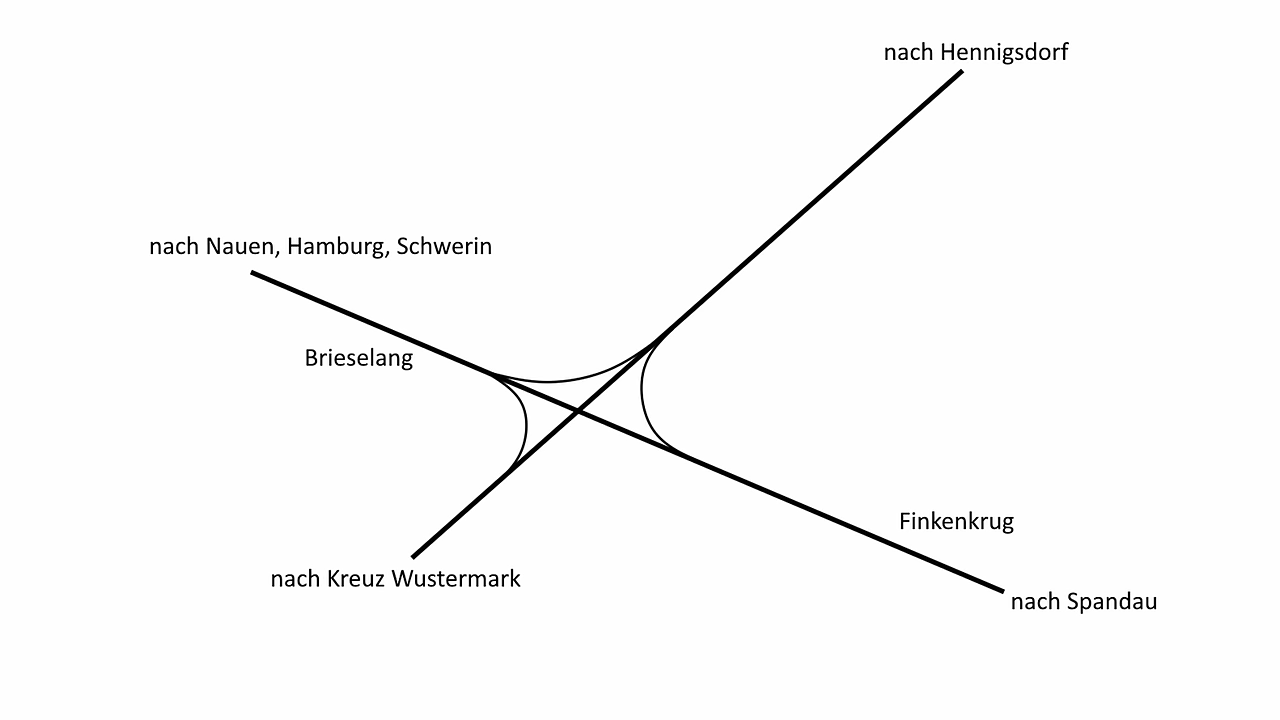 nach Hennigsdorf
nach Nauen, Hamburg, Schwerin
Brieselang
Finkenkrug
nach Kreuz Wustermark
nach Spandau